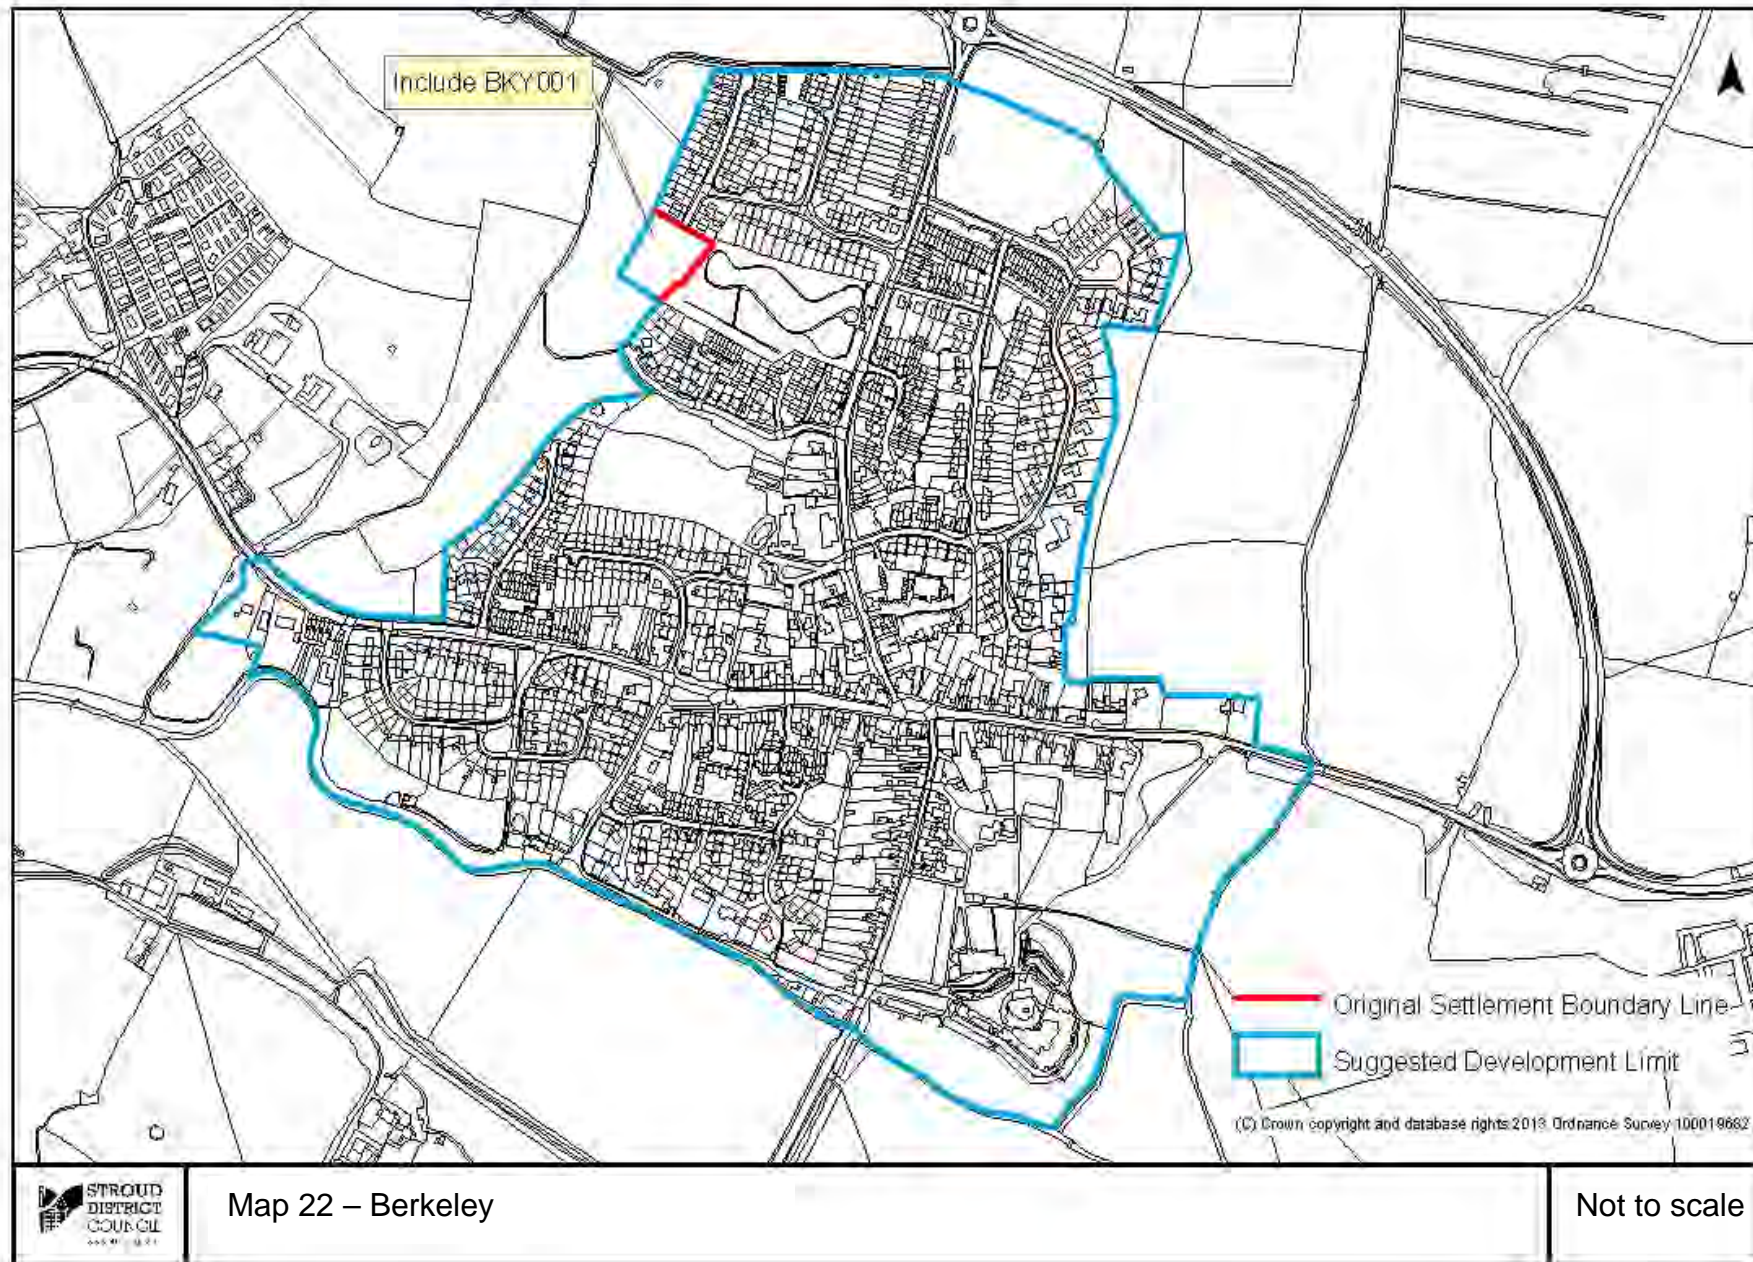 Include BKY001
Original Settlement Boundary Line
Suggested Development Limit
(C) Crown copyright and database rights 2013 Ordnance Survey 100019682
STROUD
DISTRICT
COUNCIL
Map 22 – Berkeley
Not to scale